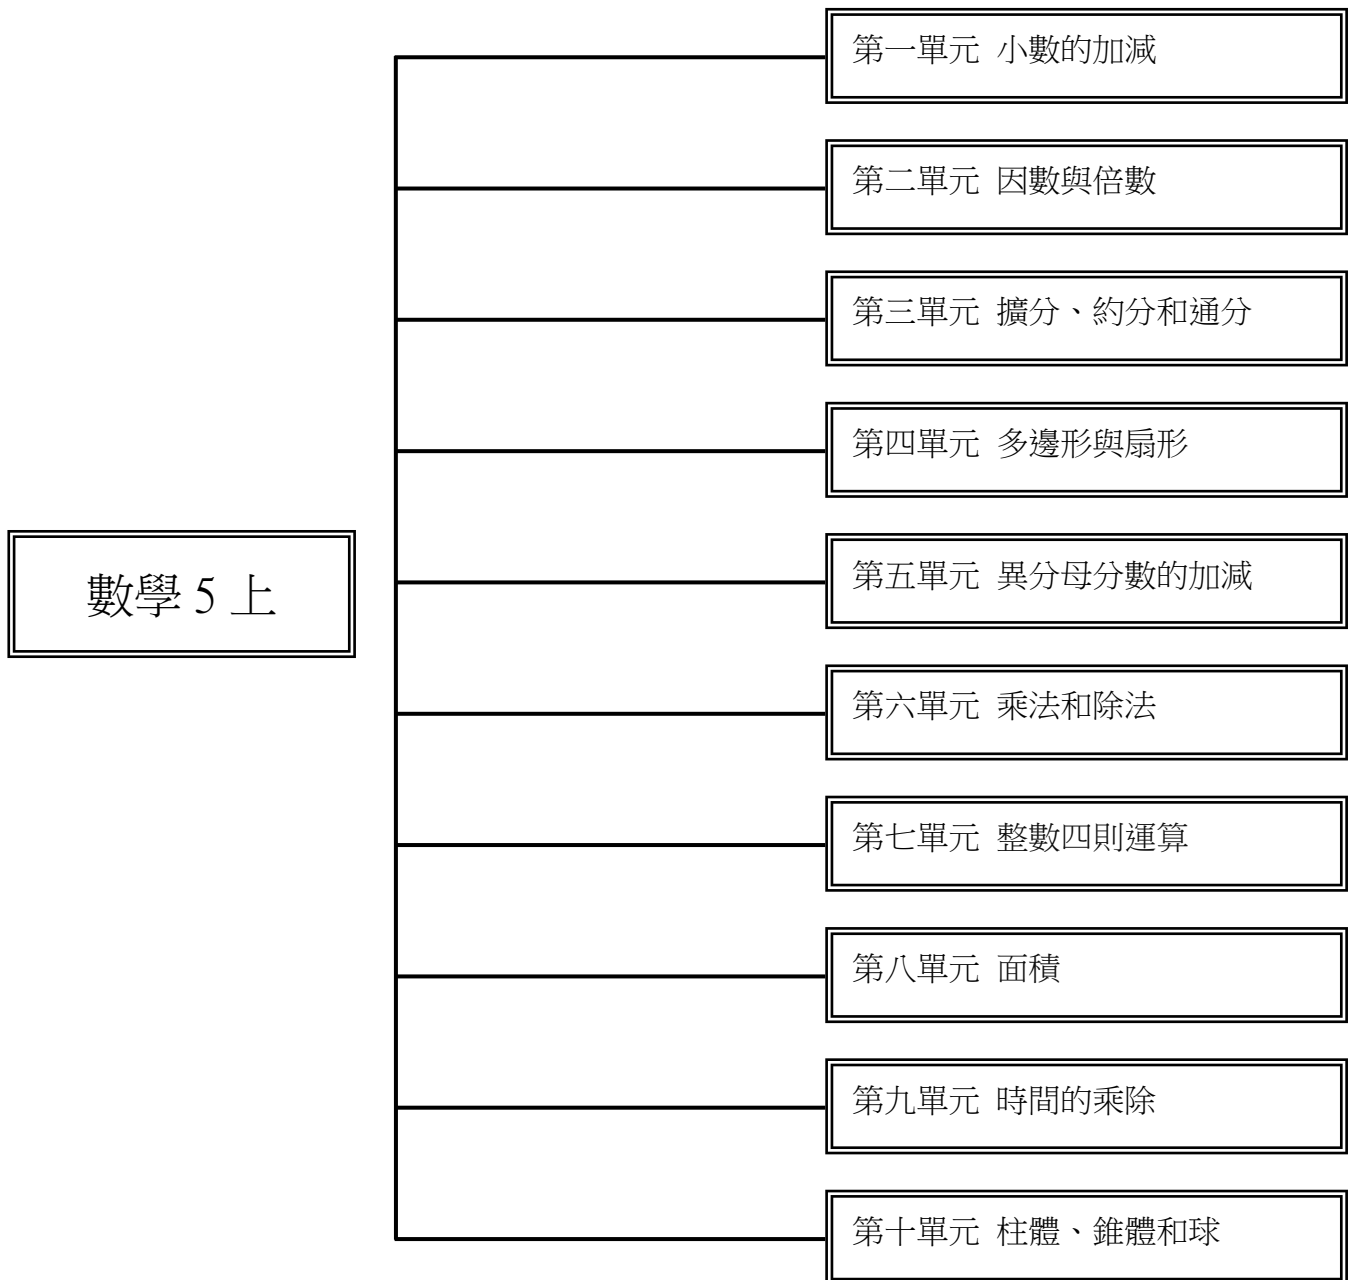 第一單元 小數的加減
第二單元 因數與倍數
第三單元 擴分、約分和通分
第四單元 多邊形與扇形
第五單元 異分母分數的加減
數學 5 上
第六單元 乘法和除法
第七單元 整數四則運算
第八單元 面積
第九單元 時間的乘除
第十單元 柱體、錐體和球